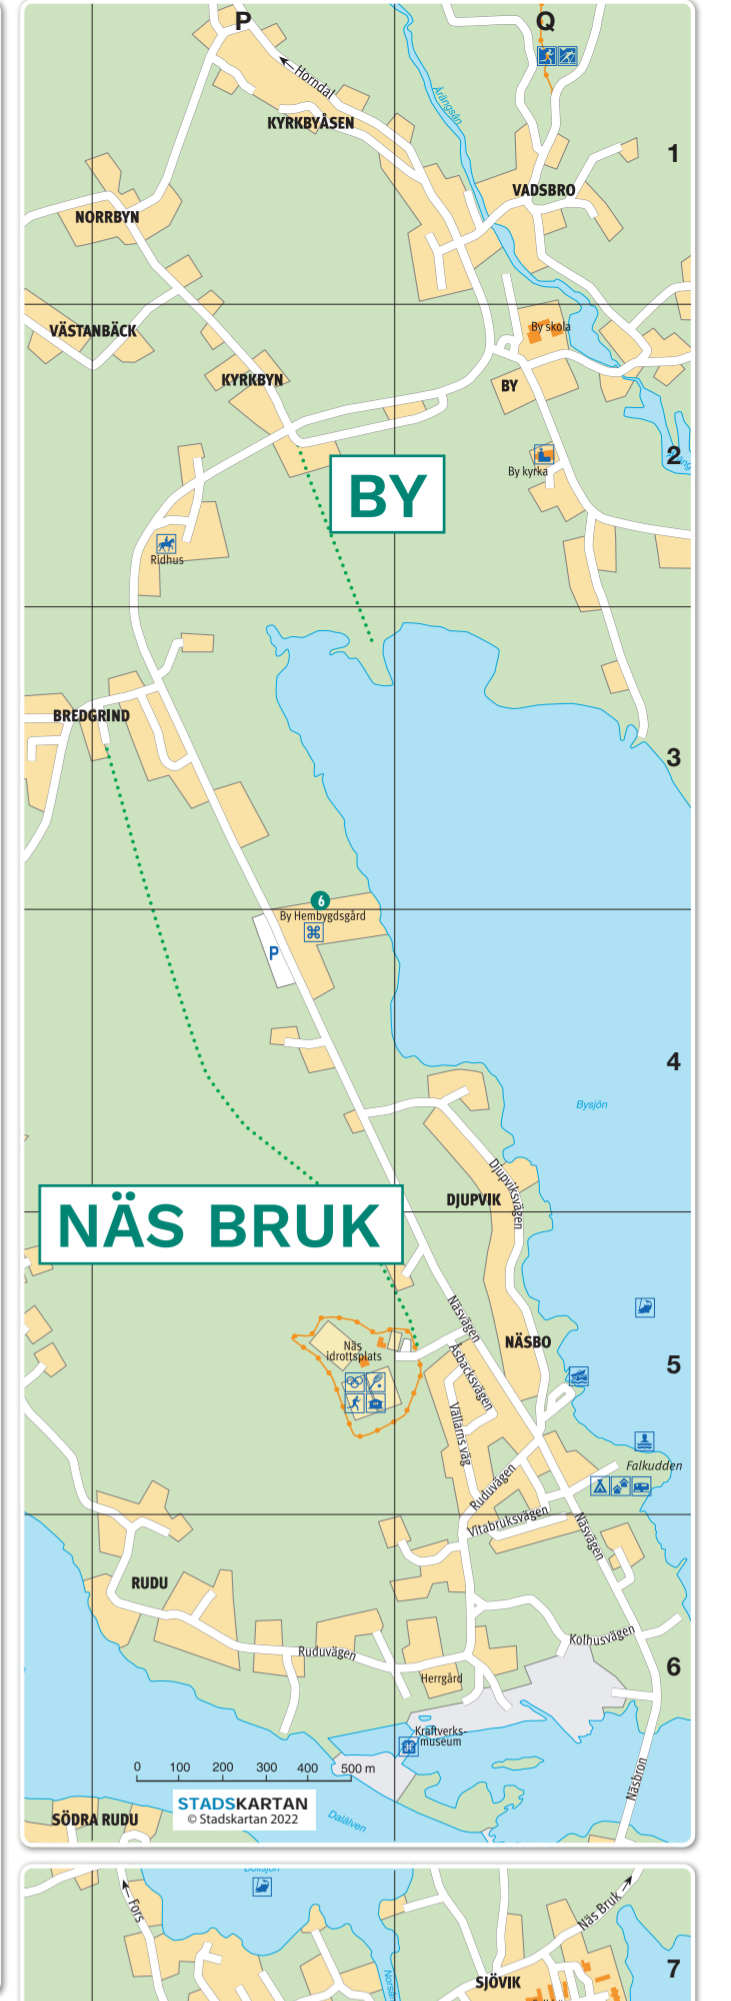 P
Q
Horndal
Årängsån
KYRKBYÅSEN
1
VADSBRO
NORRBYN
VÄSTANBÄCK
By skola
KYRKBYN
BY
2
By kyrka
BY
Ridhus
BREDGRIND
3
6
By Hembygdsgård
P
4
Bysjön
Djupviksvägen
DJUPVIK
NÄS BRUK
Näsvägen
NÄSBO
Näs
idrottsplats
Åsbacksvägen
5
Vällarns väg
Falkudden
Ruduvägen
Vitabruksvägen
Näsvägen
RUDU
Kolhusvägen
Ruduvägen
6
Herrgård
Kraftverks-
museum
0 100 200 300 400 500 m
Näsbron
STADSKARTAN
© Stadskartan 2022
SÖDRA RUDU
Dalälven
Fors
Näs Bruk
7
SJÖVIK